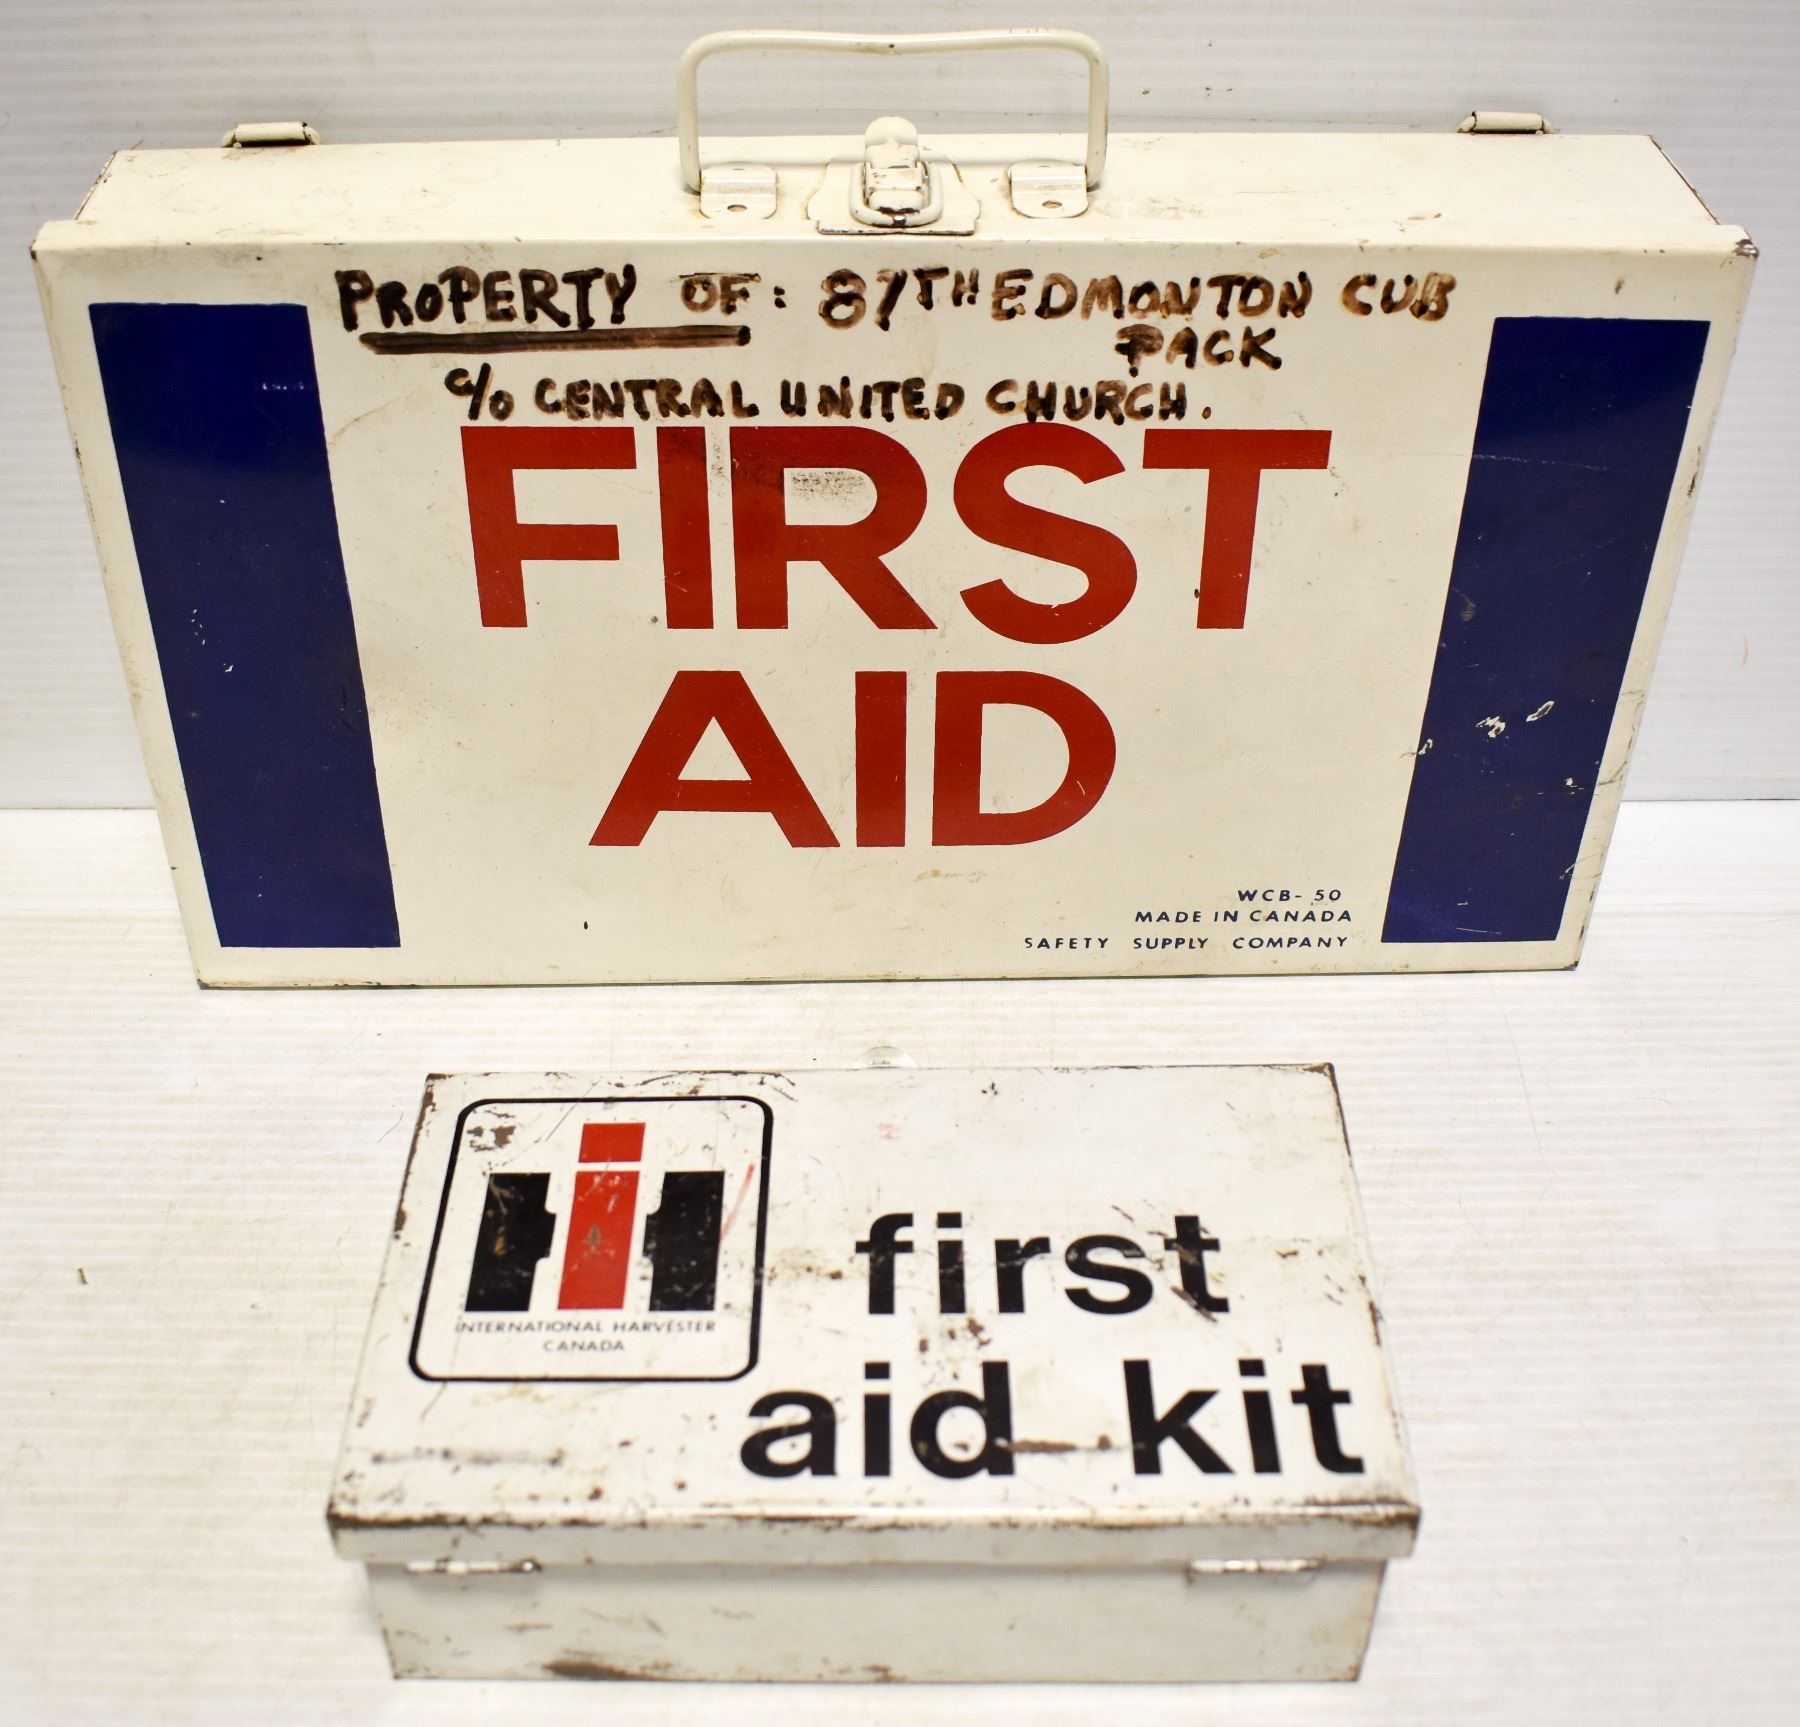 PROPERTY OF: 87TH EDMONTON CUB
PACK
c/o CENTRAL UNITED CHURCH.
FIRST
AID
WCB- 50
MADE IN CANADA
SAFETY SUPPLY COMPANY
INTERNATIONAL HARVESTER
CANADA
first
aid kit